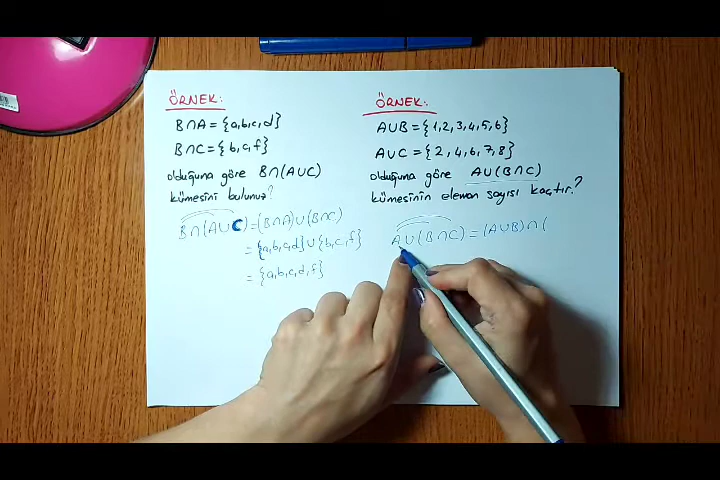 ÖRNEK:
B∩A={a,b,c,d}
B∩C={b,c,f}
olduğuna göre B∩(A∪C)
kümesini bulunuz?
B∩(A∪C)=(B∩A)∪(B∩C)
={a,b,c,d}∪{b,c,f}
={a,b,c,d,f}
ÖRNEK:
A∪B={1,2,3,4,5,6}
A∪C={2,4,6,7,8}
olduğuna göre A∪(B∩C)
kümesinin eleman sayısı kaçtır?
A∪(B∩C)=(A∪B)∩(